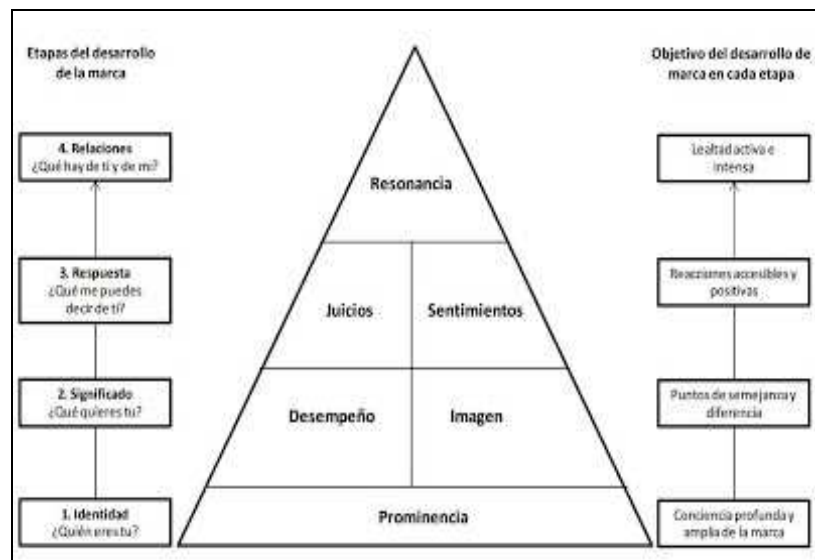 Etapas del desarrollo
de la marca
4. Relaciones
¿Qué hay de ti y de mi?
3. Respuesta
¿Qué me puedes
decir de ti?
2. Significado
¿Qué quieres tu?
1. Identidad
¿Quién eres tu?
Resonancia
Juicios
Sentimientos
Desempeño
Imagen
Prominencia
Objetivo del desarrollo de
marca en cada etapa
Lealtad activa e
intensa
Reacciones accesibles y
positivas
Puntos de semejanza y
diferencia
Conciencia profunda y
amplia de la marca